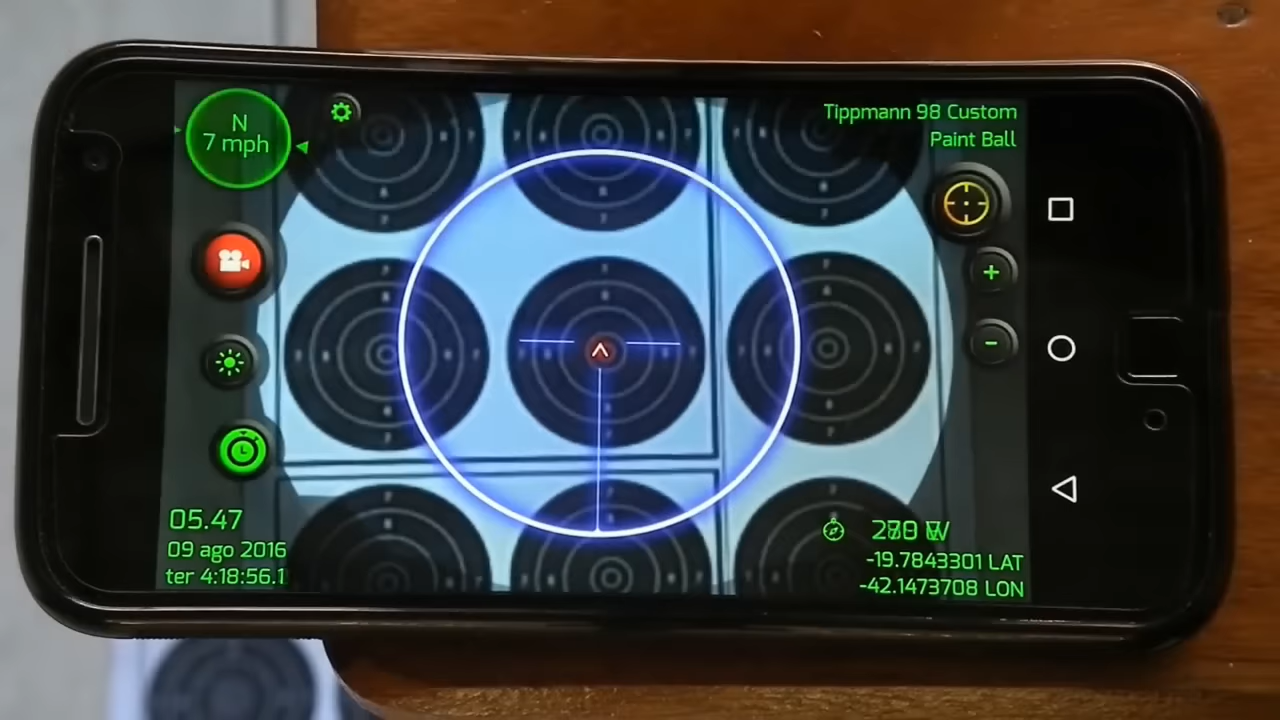 N
7 mph
Tippmann 98 Custom
Paint Ball
+
-
05.47
09 ago 2016
ter 4:18:56.1
W
-19.7843301 LAT
-42.1473708 LON